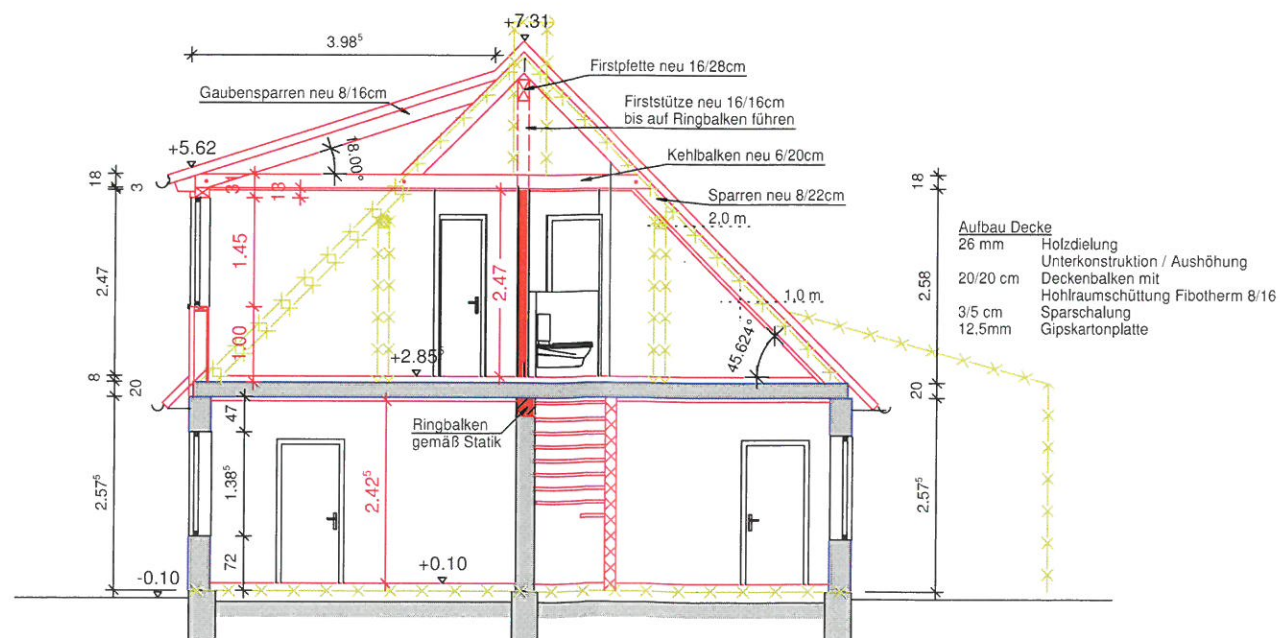 +7.31
3.98⁵
Firstpfette neu 16/28cm
Gaubensparren neu 8/16cm
Firststütze neu 16/16cm
bis auf Ringbalken führen
+5.62
18.00°
Kehlbalken neu 6/20cm
18
3
31
13
Sparren neu 8/22cm
18
2,0 m
Aufbau Decke
26 mm Holzdielung
Unterkonstruktion / Aushöhung
20/20 cm Deckenbalken mit
Hohlraumschüttung Fibotherm 8/16
3/5 cm Sparschalung
12.5mm Gipskartonplatte
2.47
1.45
2.47
2.58
1,0 m
1.00
+2.85⁵
45.624°
8
20
20
47
Ringbalken
gemäß Statik
2.57⁵
1.38⁵
2.42⁵
2.57⁵
72
+0.10
-0.10